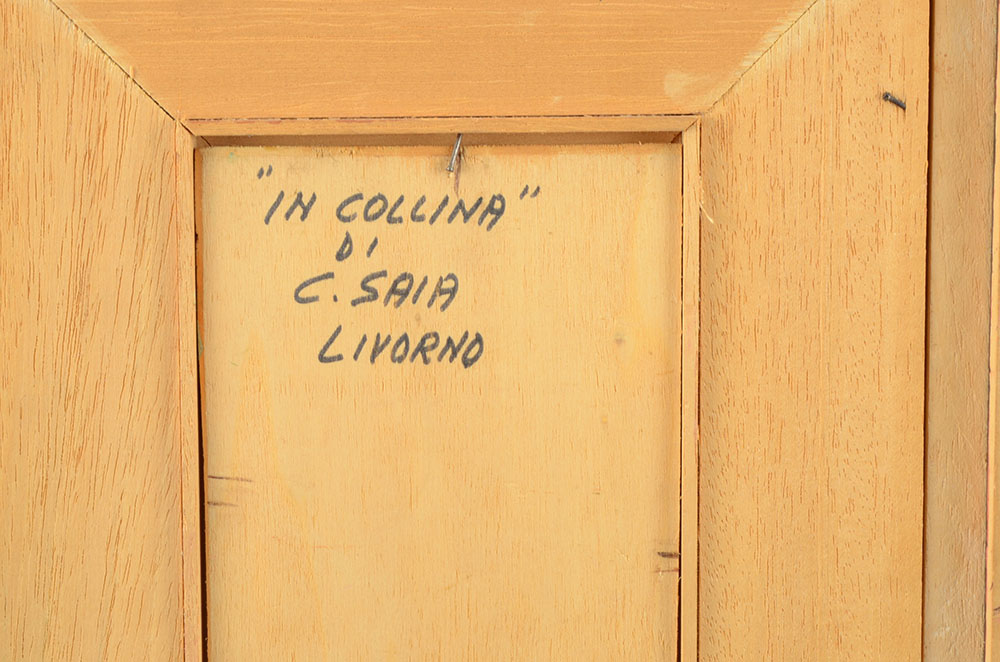 "IN COLLINA"
DI
C. SAIA
LIVORNO